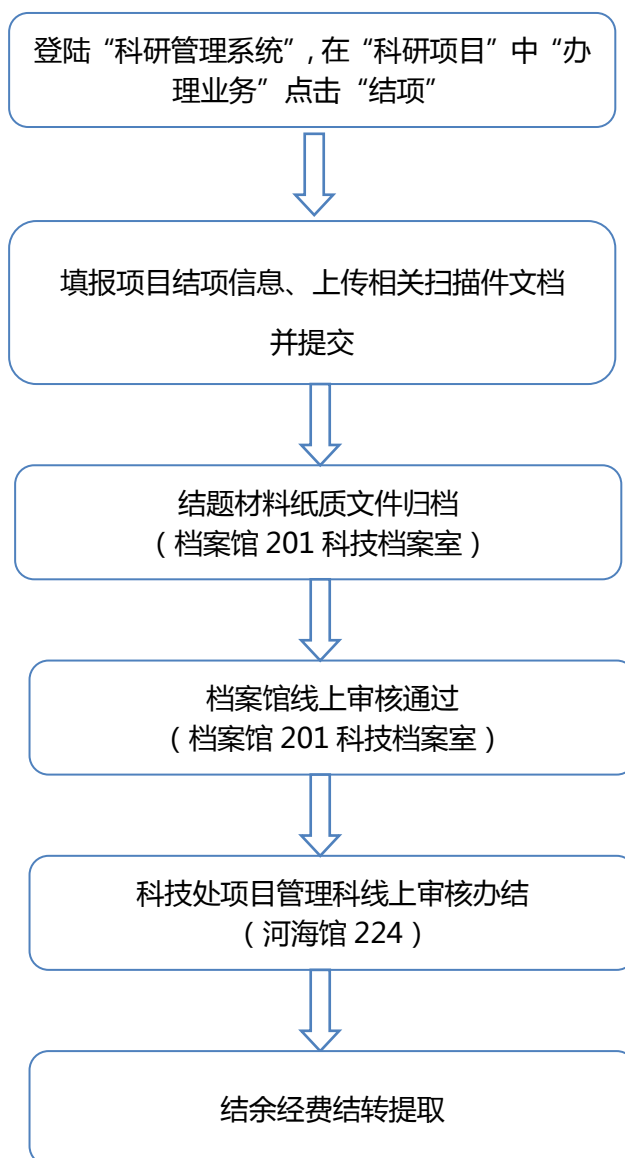 登陆“科研管理系统”,在“科研项目”中“办
理业务”点击“结项”
填报项目结项信息、上传相关扫描件文档
并提交
结题材料纸质文件归档
（档案馆 201 科技档案室）
档案馆线上审核通过
（档案馆 201 科技档案室）
科技处项目管理科线上审核办结
（河海馆 224）
结余经费结转提取